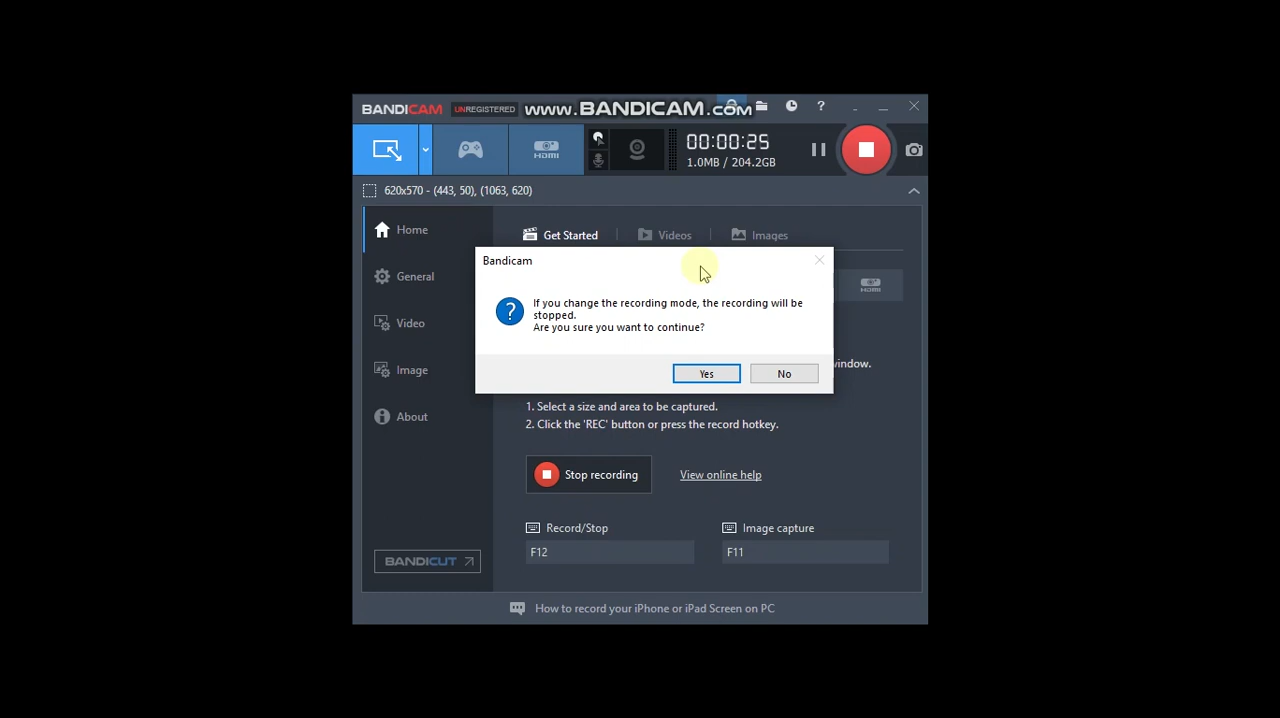 BANDICAM UNREGISTERED www.BANDICAM.com ?
HDMI
00:00:25
1.0MB / 204.2GB
620x570 - (443, 50), (1063, 620)
Home
General
Video
Image
About
BANDICUT
Get Started
Videos
Images
HDMI
Bandicam
If you change the recording mode, the recording will be
stopped.
Are you sure you want to continue?
Yes No
window.
1. Select a size and area to be captured.
2. Click the 'REC' button or press the record hotkey.
Stop recording
View online help
Record/Stop
Image capture
F12
F11
How to record your iPhone or iPad Screen on PC